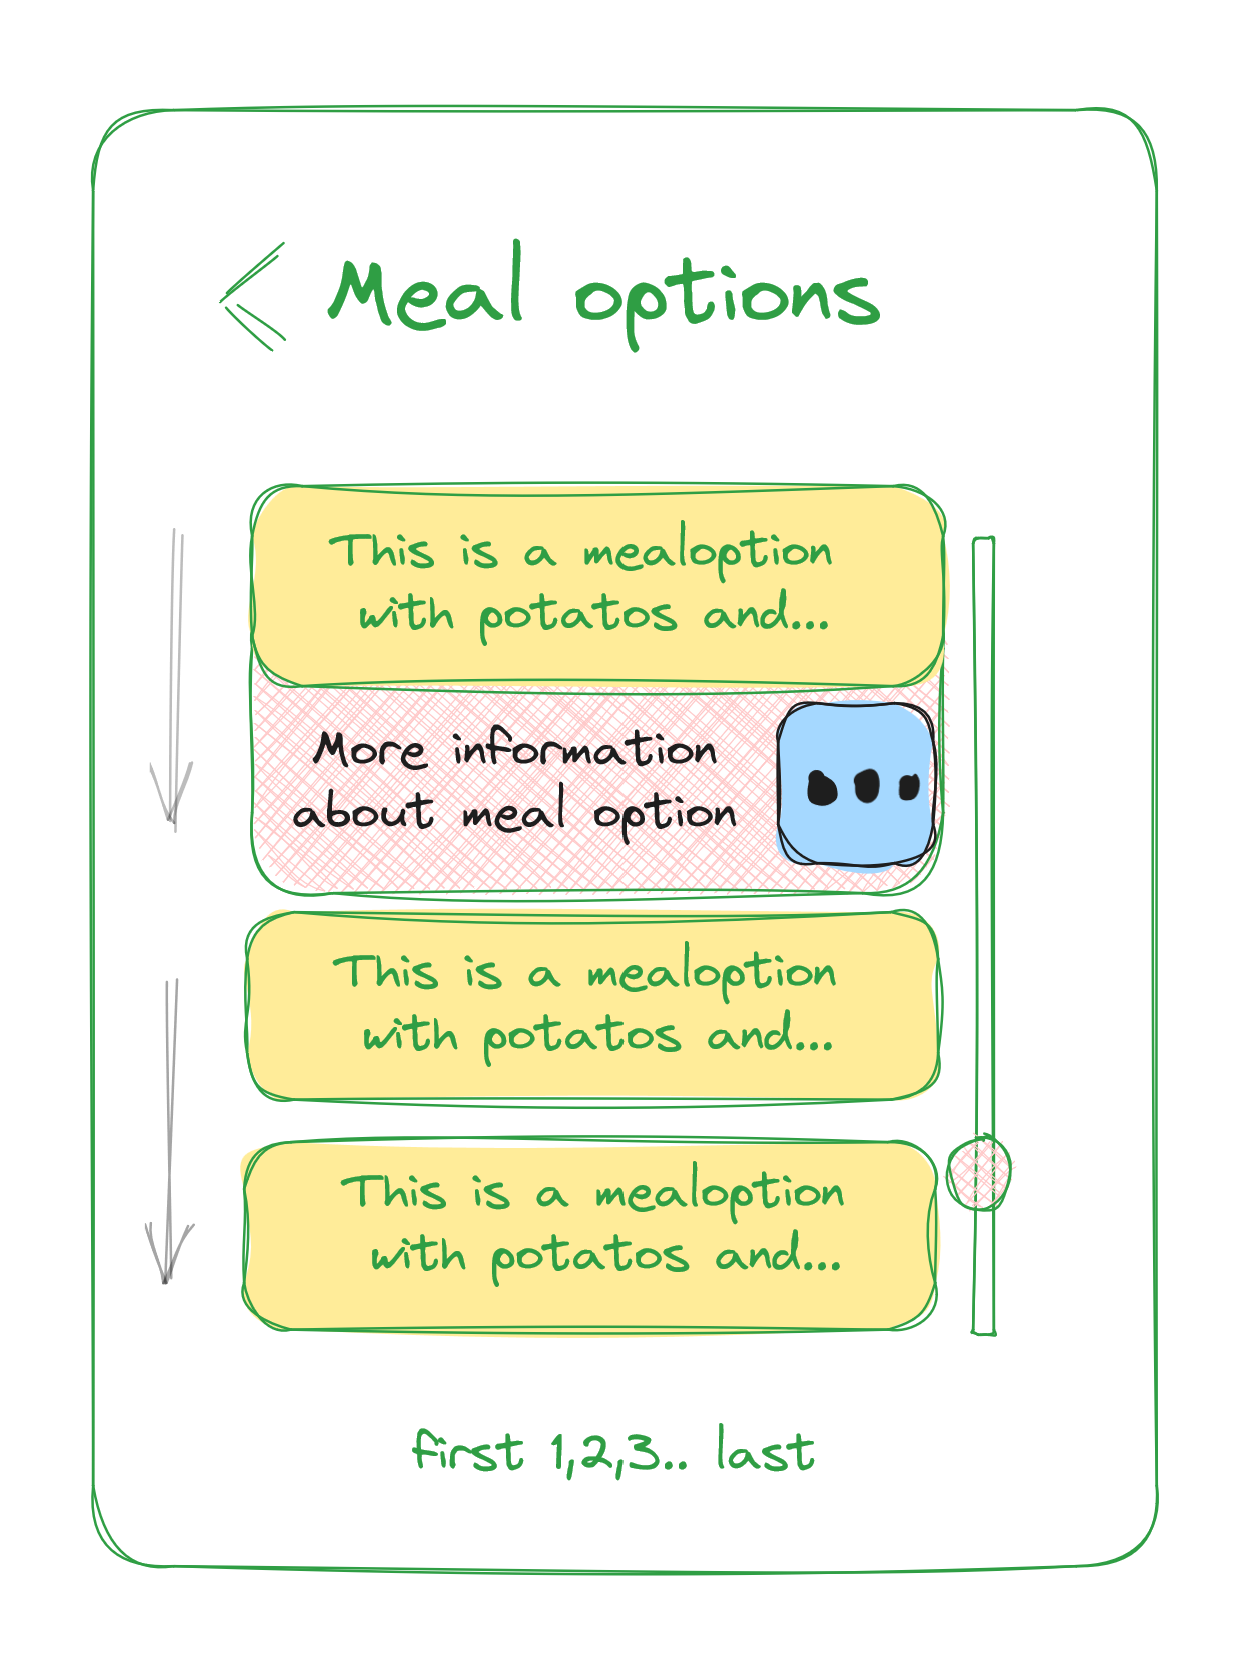 Meal options
This is a mealoption
with potatos and...
More information
about meal option
This is a mealoption
with potatos and...
This is a mealoption
with potatos and...
first 1,2,3.. last